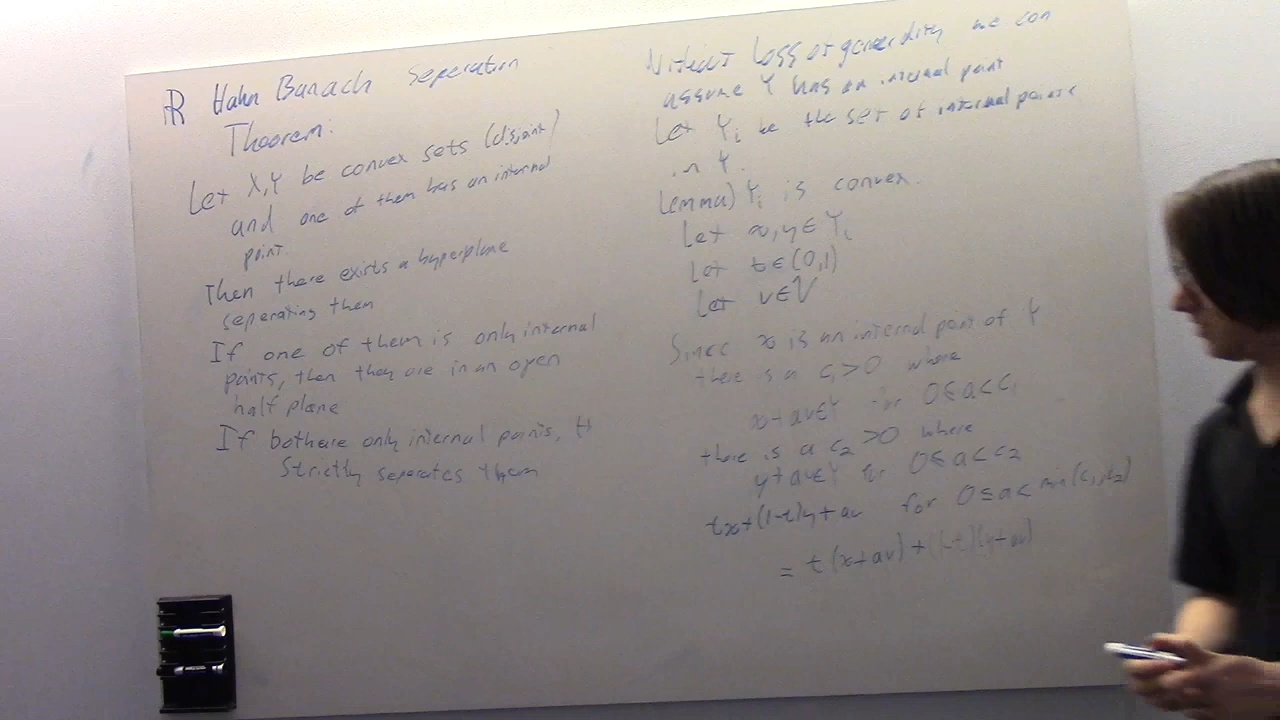 ℝ Hahn Banach Seperation
Theorem:
Let X,Y be convex sets (disjoint)
and one of them has an internal
point.
Then there exists a hyperplane
seperating them
If one of them is only internal
points, then they are in an open
half plane
If both are only internal points, it
Strictly seperates them
Without loss of generality we can
assume Y has an internal point
Let Yᵢ be the set of internal points
in Y.
Lemma) Yᵢ is convex.
Let x,y ∈ Yᵢ
Let t ∈ (0,1)
Let v ∈ V
Since x is an internal point of Y
there is a c₁>0 where
x+av∈Y for 0≤a<c₁
there is a c₂>0 where
y+av∈Y for 0≤a<c₂
tx+(1-t)y+av for 0≤a<min(c₁,c₂)
= t(x+av)+(1-t)(y+av)